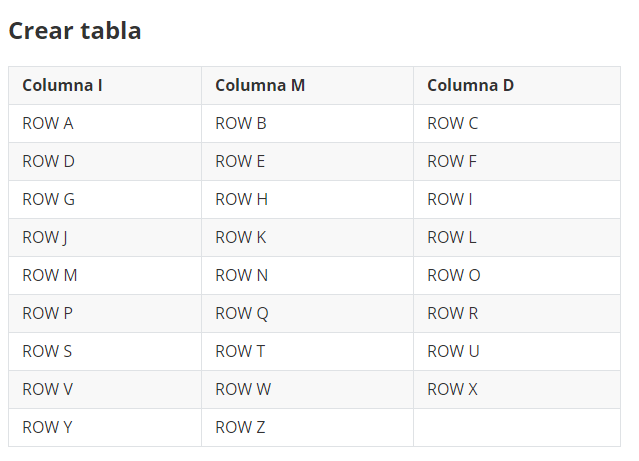 Crear tabla
Columna I Columna M Columna D
ROW A ROW B ROW C
ROW D ROW E ROW F
ROW G ROW H ROW I
ROW J ROW K ROW L
ROW M ROW N ROW O
ROW P ROW Q ROW R
ROW S ROW T ROW U
ROW V ROW W ROW X
ROW Y ROW Z